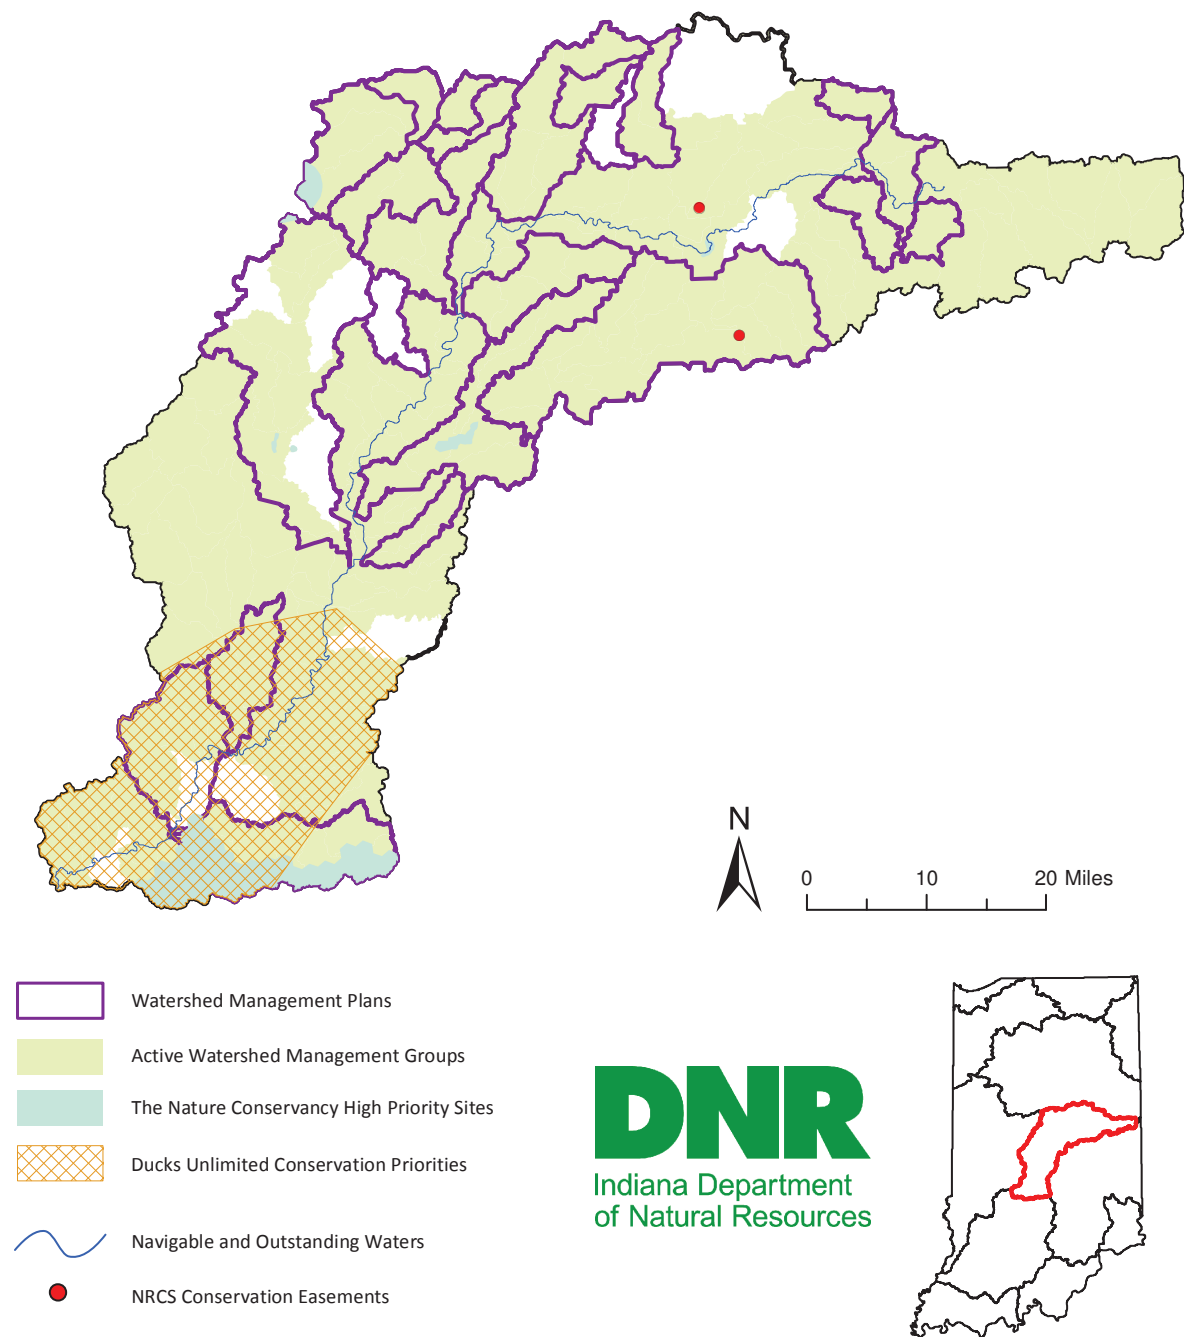 N
0 10 20 Miles
Watershed Management Plans
Active Watershed Management Groups
The Nature Conservancy High Priority Sites
Ducks Unlimited Conservation Priorities
Navigable and Outstanding Waters
NRCS Conservation Easements
DNR
Indiana Department
of Natural Resources